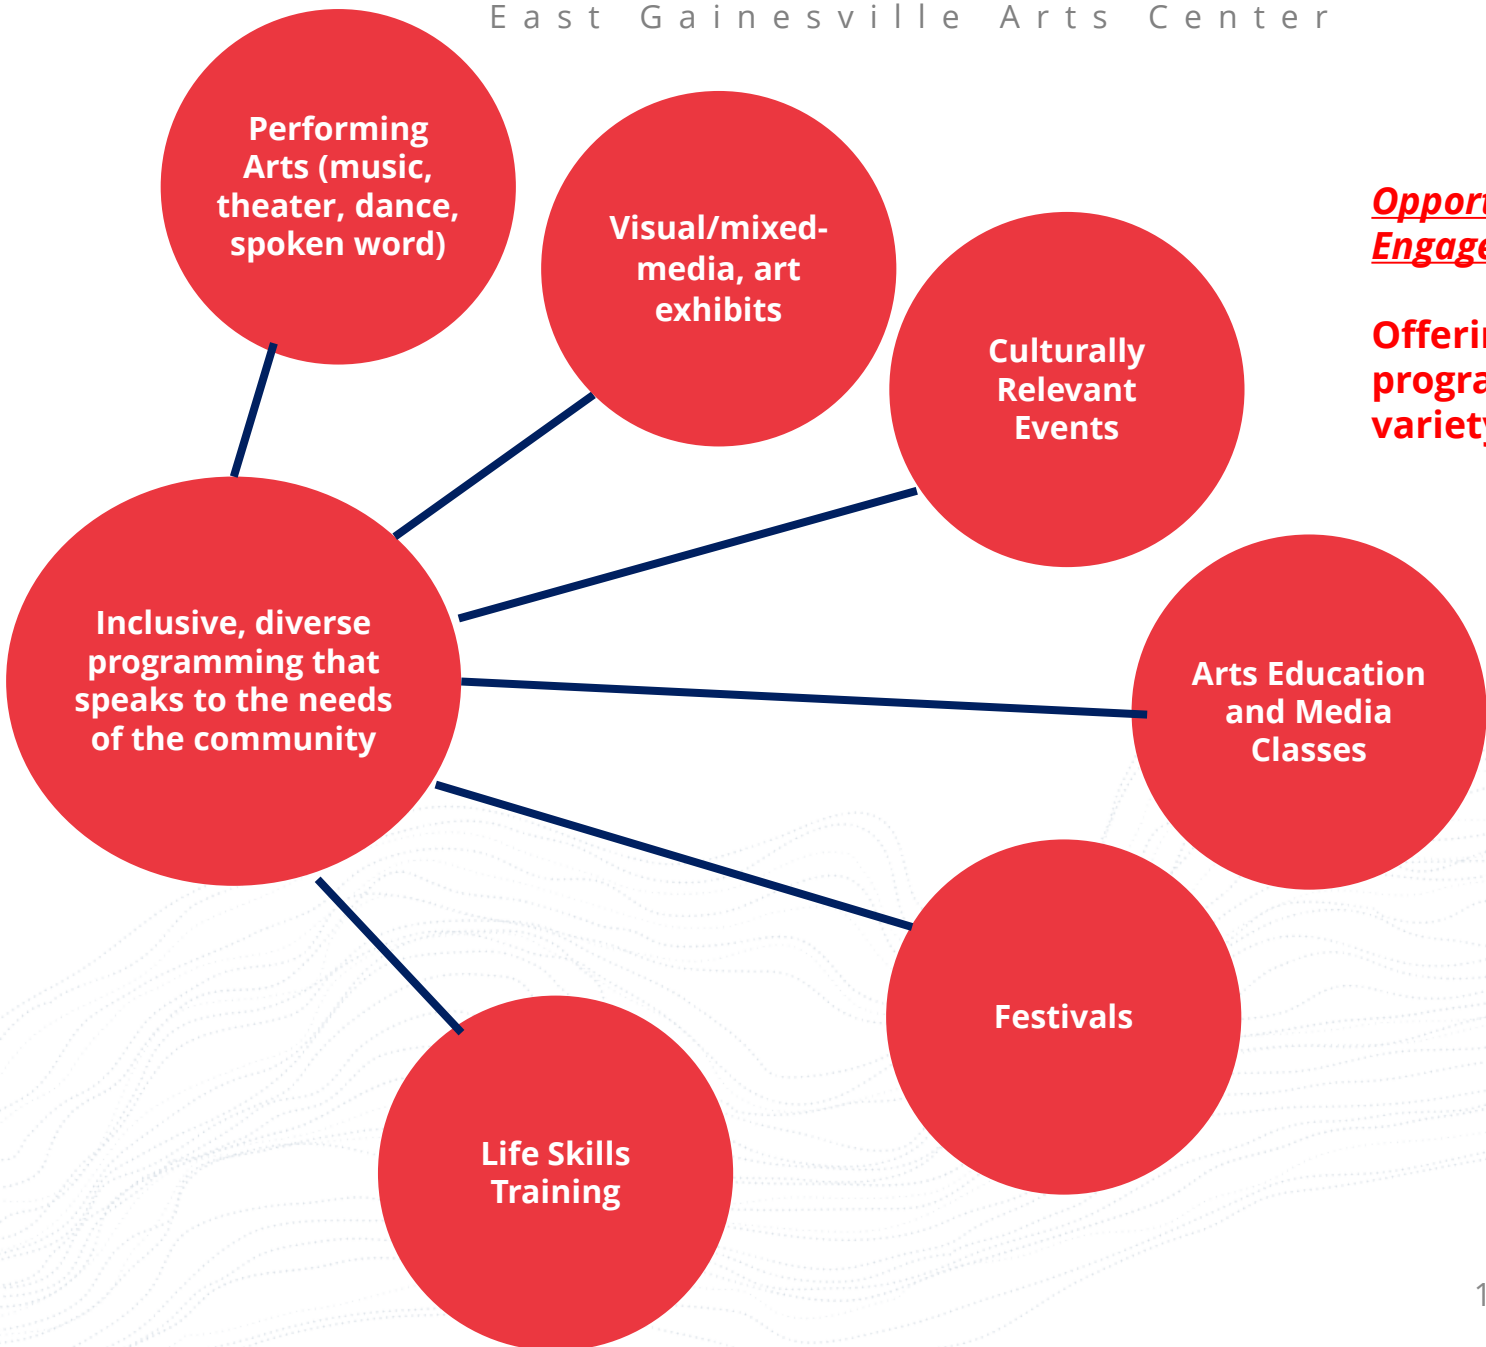 East Gainesville Arts Center
Performing
Arts (music,
theater, dance,
spoken word)
Visual/mixed-
media, art
exhibits
Culturally
Relevant
Events
Inclusive, diverse
programming that
speaks to the needs
of the community
Arts Education
and Media
Classes
Festivals
Life Skills
Training
1